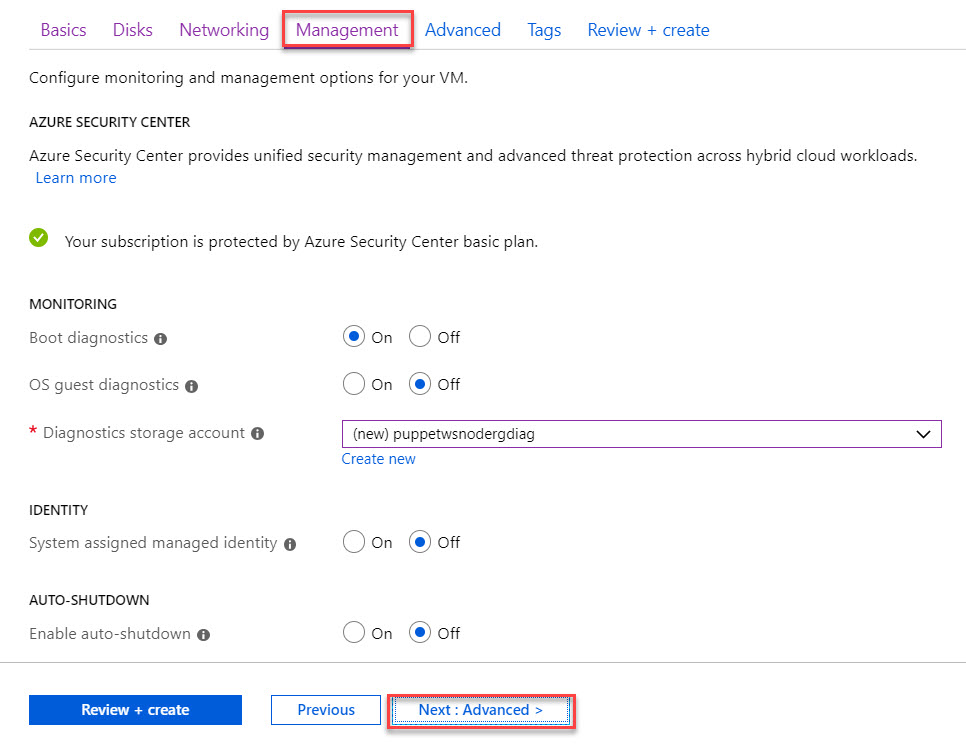 Basics Disks Networking Management Advanced Tags Review + create
Configure monitoring and management options for your VM.
AZURE SECURITY CENTER
Azure Security Center provides unified security management and advanced threat protection across hybrid cloud workloads.
Learn more
Your subscription is protected by Azure Security Center basic plan.
MONITORING
Boot diagnostics On Off
OS guest diagnostics On Off
* Diagnostics storage account (new) puppetwsnodergdiag
Create new
IDENTITY
System assigned managed identity On Off
AUTO-SHUTDOWN
Enable auto-shutdown On Off
Review + create Previous Next : Advanced >